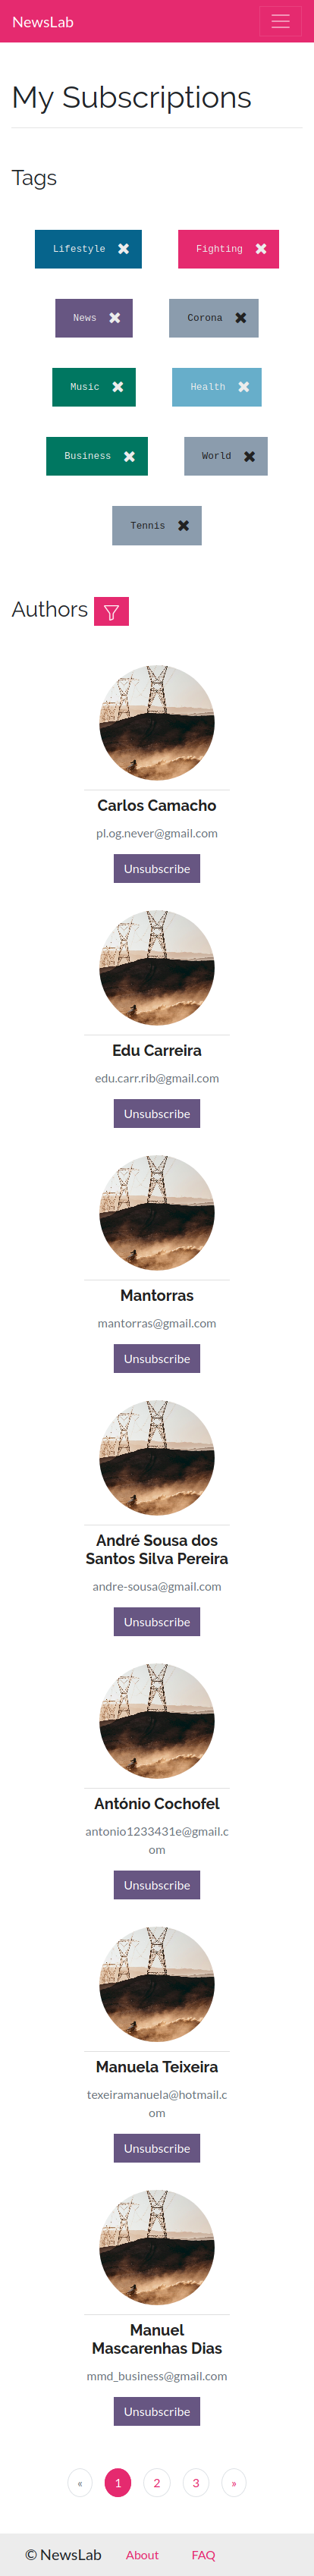 NewsLab
My Subscriptions
Tags
Lifestyle ✖ Fighting ✖
News ✖ Corona ✖
Music ✖ Health ✖
Business ✖ World ✖
Tennis ✖
Authors
Carlos Camacho
pl.og.never@gmail.com
Unsubscribe
Edu Carreira
edu.carr.rib@gmail.com
Unsubscribe
Mantorras
mantorras@gmail.com
Unsubscribe
André Sousa dos
Santos Silva Pereira
andre-sousa@gmail.com
Unsubscribe
António Cochofel
antonio1233431e@gmail.c
om
Unsubscribe
Manuela Teixeira
texeiramanuela@hotmail.c
om
Unsubscribe
Manuel
Mascarenhas Dias
mmd_business@gmail.com
Unsubscribe
« 1 2 3 »
© NewsLab About FAQ